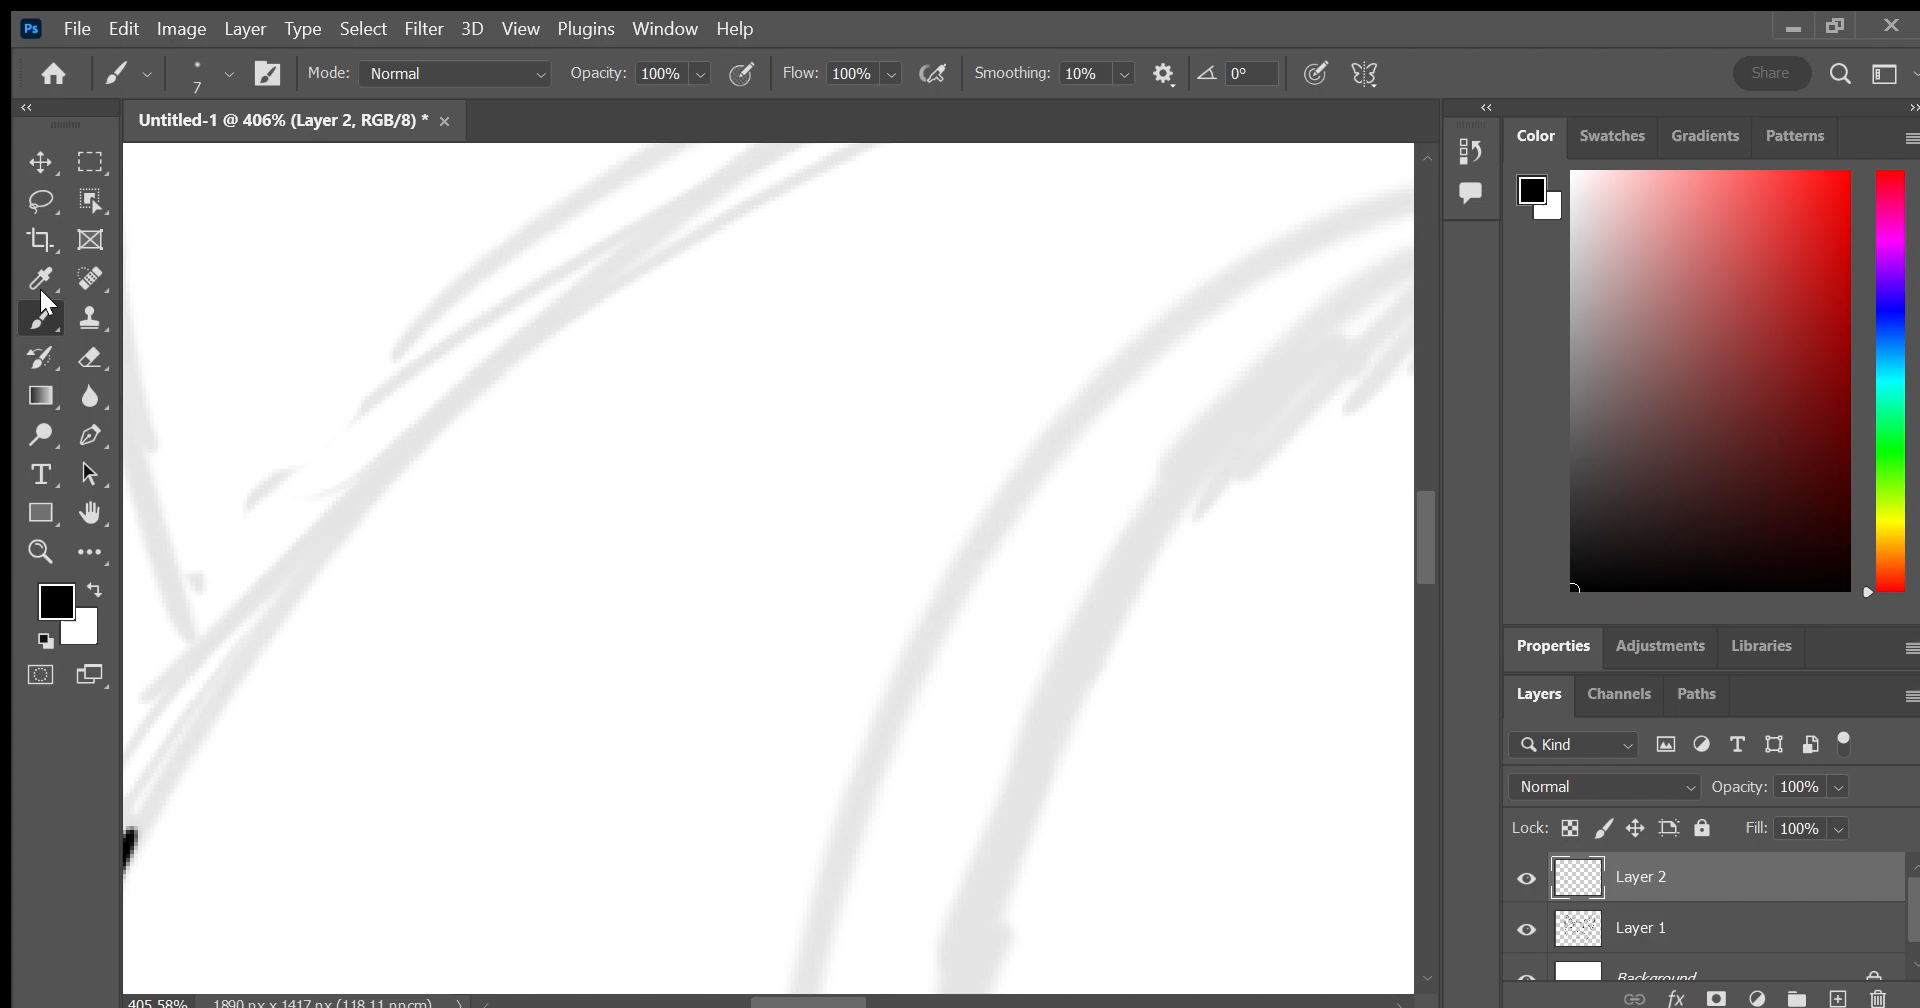 Ps File Edit Image Layer Type Select Filter 3D View Plugins Window Help
7 Mode: Normal Opacity: 100% Flow: 100% Smoothing: 10% 0° Share
Untitled-1 @ 406% (Layer 2, RGB/8) *
Color Swatches Gradients Patterns
Properties Adjustments Libraries
Layers Channels Paths
Kind
Normal Opacity: 100%
Lock: Fill: 100%
Layer 2
Layer 1
Background
fx
405.58% 1890 px x 1417 px (118.11 ppcm)